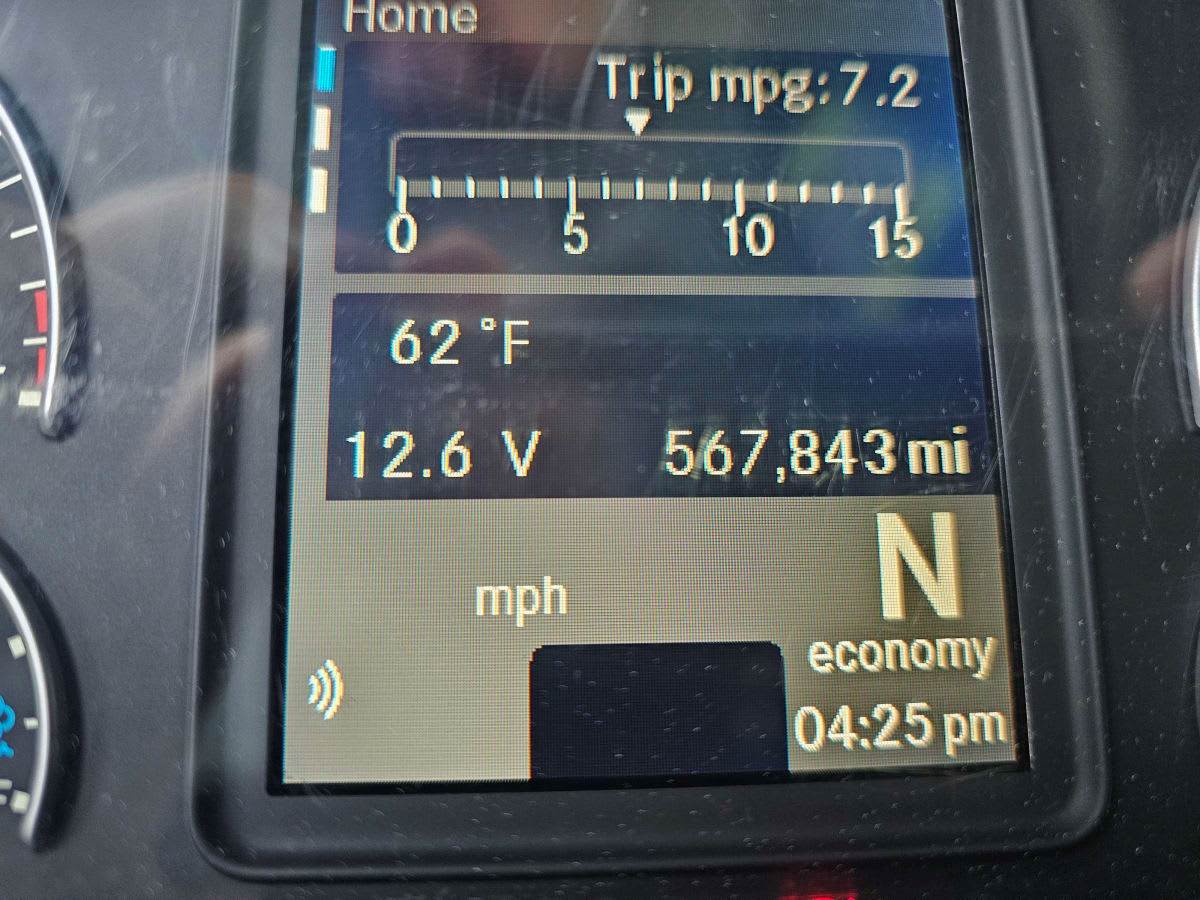 Home
Trip mpg: 7.2
0 5 10 15
62 °F
12.6 V 567,843 mi
N
mph
economy
04:25 pm